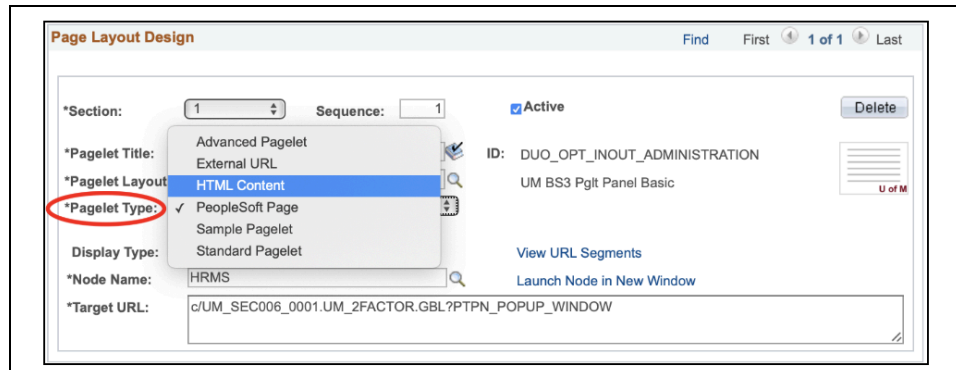 Page Layout Design Find First 1 of 1 Last
*Section: 1 Sequence: 1 Active Delete
*Pagelet Title: Advanced Pagelet ID: DUO_OPT_INOUT_ADMINISTRATION
External URL
*Pagelet Layout HTML Content UM BS3 Pglt Panel Basic U of M
*Pagelet Type: ✓ PeopleSoft Page
Sample Pagelet
Display Type: Standard Pagelet View URL Segments
*Node Name: HRMS Launch Node in New Window
*Target URL: c/UM_SEC006_0001.UM_2FACTOR.GBL?PTPN_POPUP_WINDOW